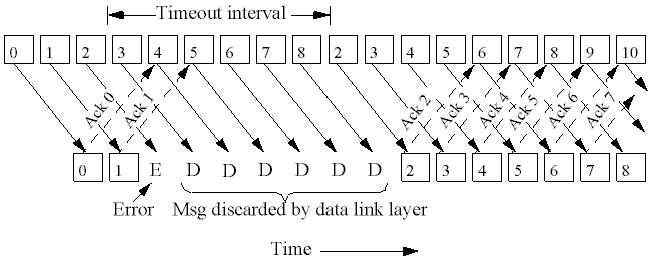 Timeout interval
0 1 2 3 4 5 6 7 8 2 3 4 5 6 7 8 9 10
Ack 0 Ack 1 Ack 2 Ack 3 Ack 4 Ack 5 Ack 6 Ack 7
0 1 E D D D D D D 2 3 4 5 6 7 8
Error Msg discarded by data link layer
Time